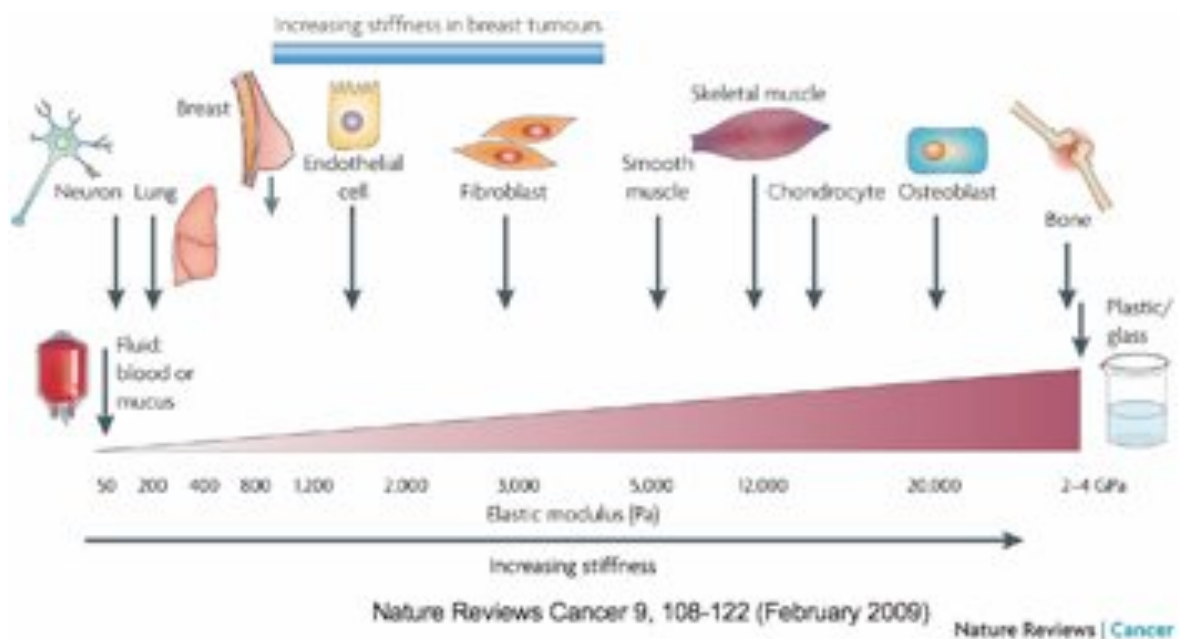 Increasing stiffness in breast tumours
Breast
Skeletal muscle
Neuron
Lung
Endothelial
cell
Fibroblast
Smooth
muscle
Chondrocyte
Osteoblast
Bone
Fluid:
blood or
mucus
Plastic/
glass
50 200 400 800 1,200 2,000 3,000 5,000 12,000 20,000 2–4 GPa
Elastic modulus (Pa)
Increasing stiffness
Nature Reviews Cancer 9, 108-122 (February 2009)
Nature Reviews | Cancer